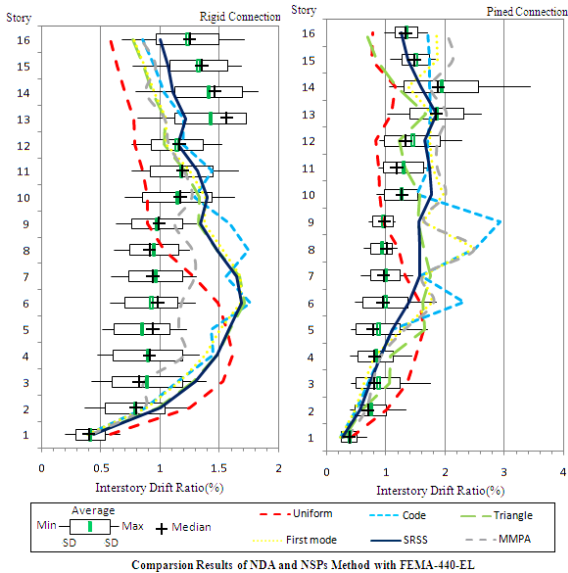 Story Rigid Connection
16
15
14
13
12
11
10
9
8
7
6
5
4
3
2
1
0 0.5 1 1.5 2
Interstory Drift Ratio(%)
Story Pined Connection
16
15
14
13
12
11
10
9
8
7
6
5
4
3
2
1
0 1 2 3 4
Interstory Drift Ratio(%)
Average
Min Max Median
SD SD
Uniform Code Triangle
First mode SRSS MMPA
Comparsion Results of NDA and NSPs Method with FEMA-440-EL